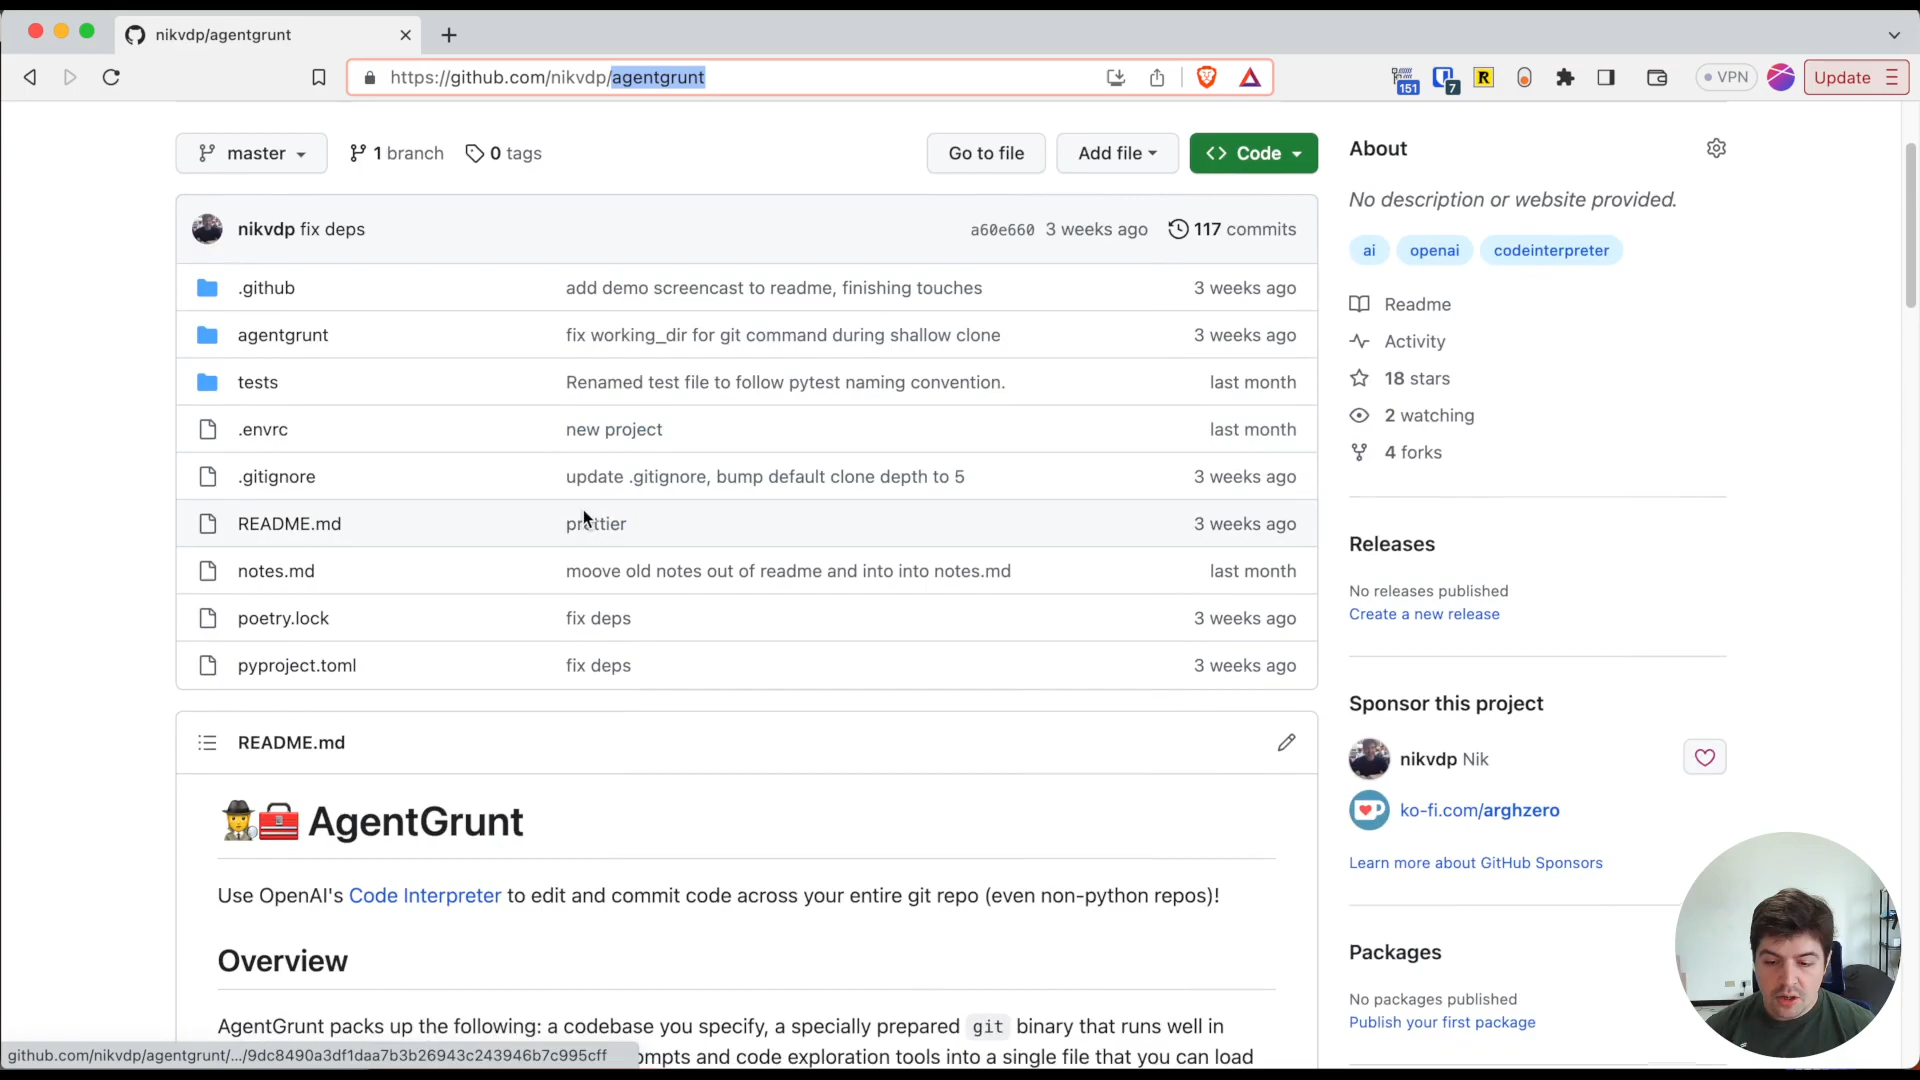 nikvdp/agentgrunt
https://github.com/nikvdp/agentgrunt
151
7
R
VPN
Update
master
1 branch
0 tags
Go to file
Add file
<> Code
About
No description or website provided.
ai
openai
codeinterpreter
nikvdp fix deps
a60e660 3 weeks ago
117 commits
.github
add demo screencast to readme, finishing touches
3 weeks ago
agentgrunt
fix working_dir for git command during shallow clone
3 weeks ago
tests
Renamed test file to follow pytest naming convention.
last month
.envrc
new project
last month
.gitignore
update .gitignore, bump default clone depth to 5
3 weeks ago
README.md
prettier
3 weeks ago
notes.md
moove old notes out of readme and into into notes.md
last month
poetry.lock
fix deps
3 weeks ago
pyproject.toml
fix deps
3 weeks ago
Readme
Activity
18 stars
2 watching
4 forks
Releases
No releases published
Create a new release
Sponsor this project
nikvdp Nik
ko-fi.com/arghzero
Learn more about GitHub Sponsors
Packages
No packages published
Publish your first package
README.md
AgentGrunt
Use OpenAI's Code Interpreter to edit and commit code across your entire git repo (even non-python repos)!
Overview
AgentGrunt packs up the following: a codebase you specify, a specially prepared git binary that runs well in
and code exploration tools into a single file that you can load
github.com/nikvdp/agentgrunt/.../9dc8490a3df1daa7b3b26943c243946b7c995cff